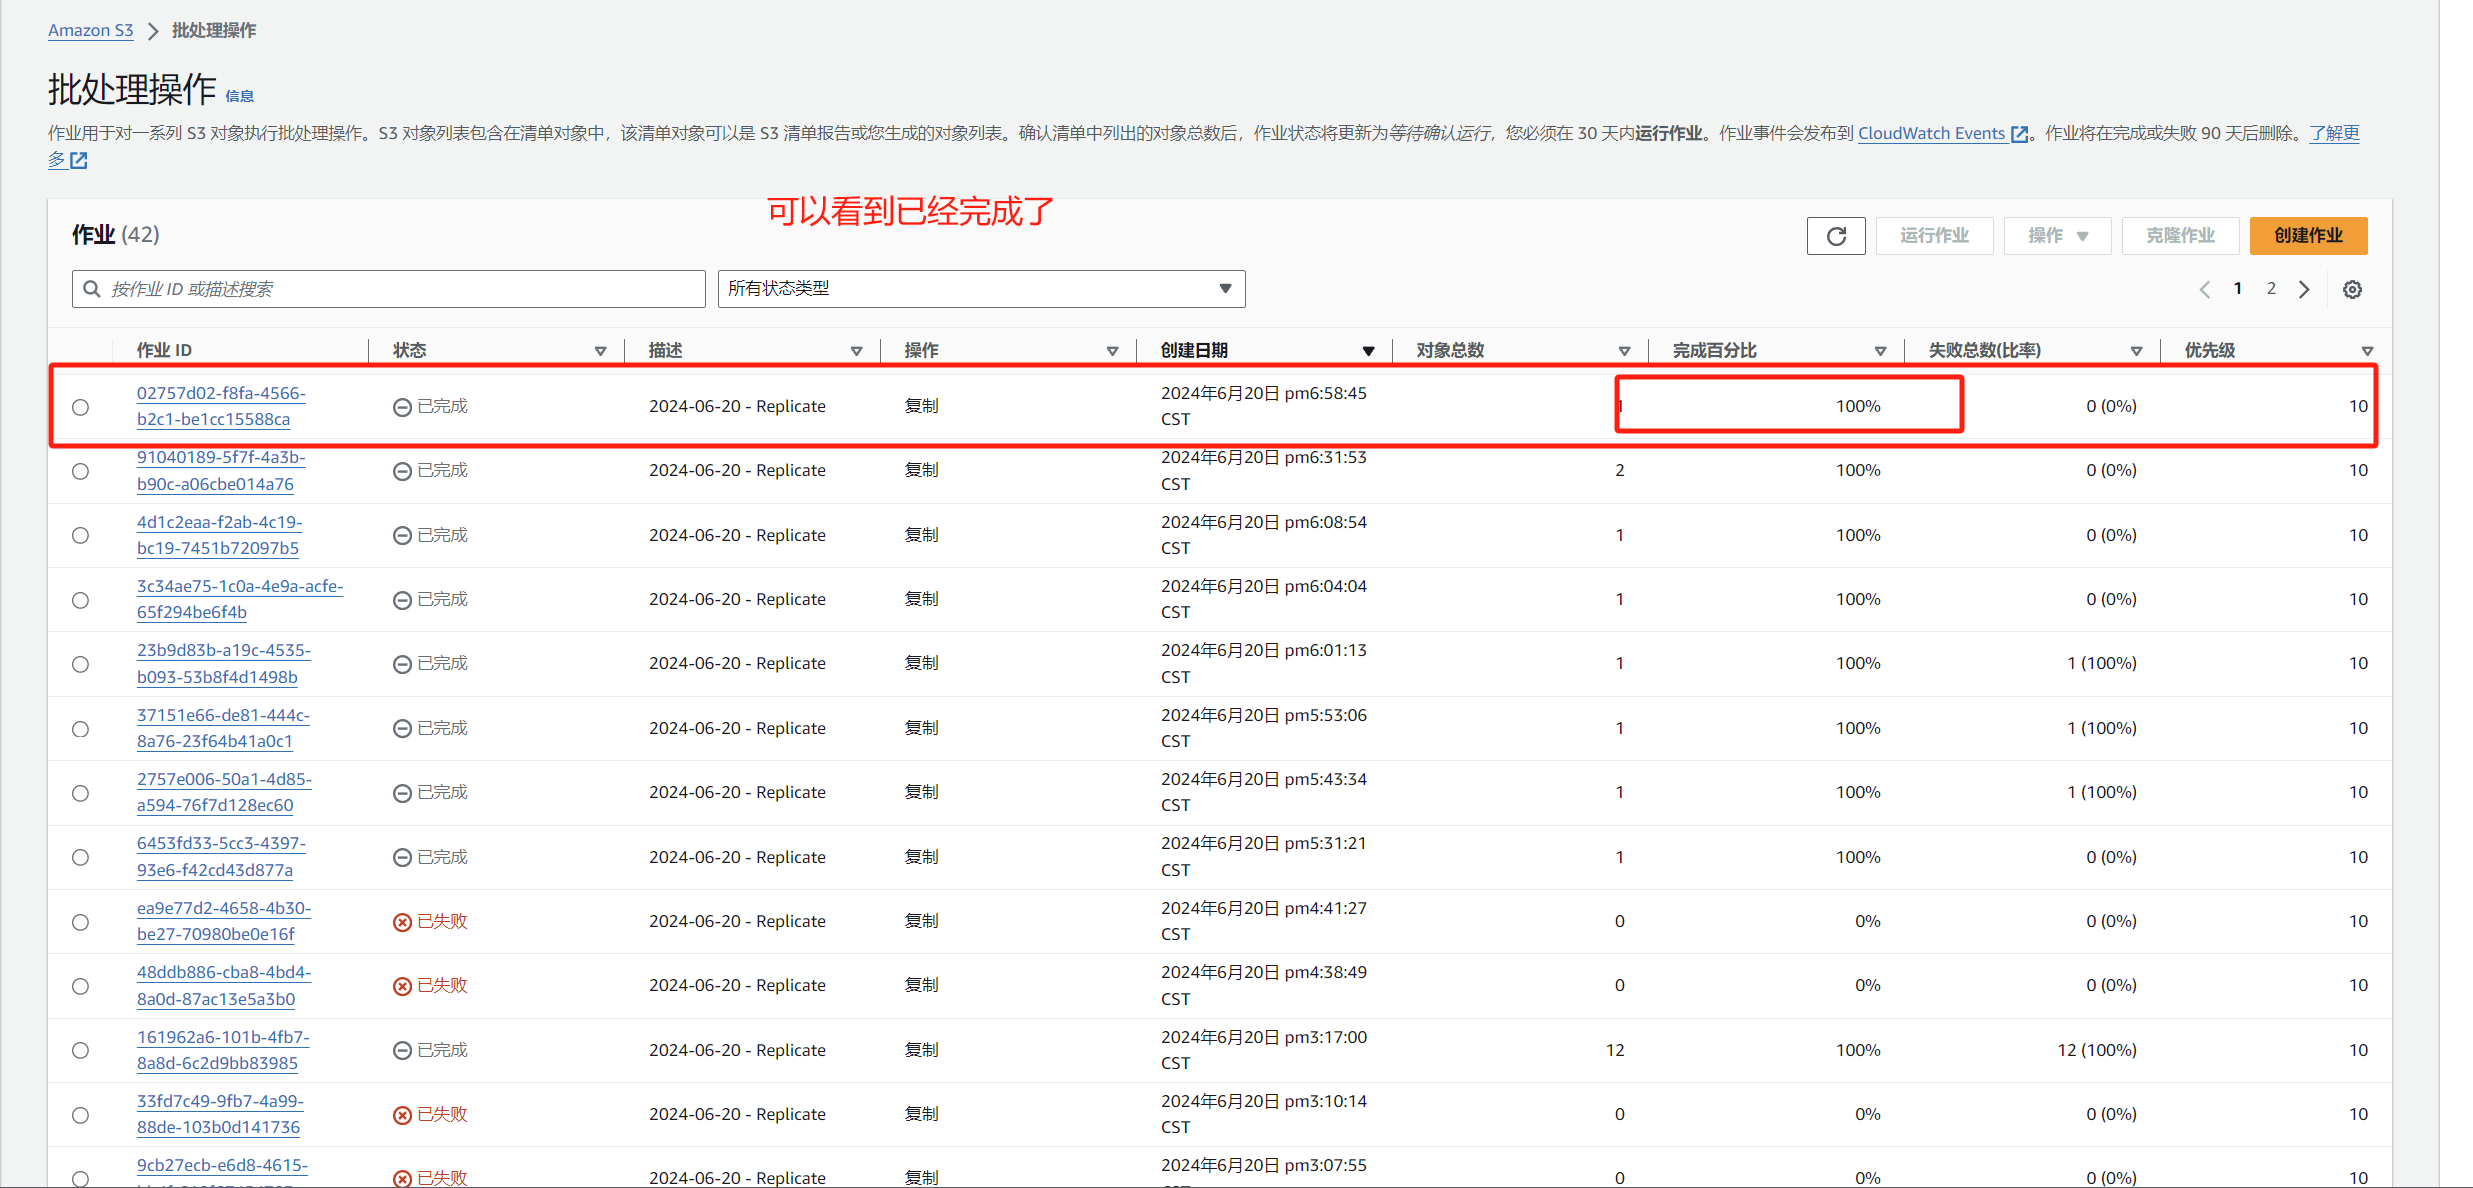 Amazon S3 > 批处理操作
批处理操作 信息
作业用于对一系列 S3 对象执行批处理操作。S3 对象列表包含在清单对象中，该清单对象可以是 S3 清单报告或您生成的对象列表。确认清单中列出的对象总数后，作业状态将更新为等待确认运行，您必须在 30 天内运行作业。作业事件会发布到 CloudWatch Events。作业将在完成或失败 90 天后删除。了解更
多
可以看到已经完成了
作业 (42) 运行作业 操作 克隆作业 创建作业
按作业 ID 或描述搜索 所有状态类型 1 2
作业 ID 状态 描述 操作 创建日期 对象总数 完成百分比 失败总数(比率) 优先级
02757d02-f8fa-4566- 2024年6月20日 pm6:58:45
已完成 2024-06-20 - Replicate 复制 1 100% 0 (0%) 10
b2c1-be1cc15588ca CST
91040189-5f7f-4a3b- 2024年6月20日 pm6:31:53
已完成 2024-06-20 - Replicate 复制 2 100% 0 (0%) 10
b90c-a06cbe014a76 CST
4d1c2eaa-f2ab-4c19- 2024年6月20日 pm6:08:54
已完成 2024-06-20 - Replicate 复制 1 100% 0 (0%) 10
bc19-7451b72097b5 CST
3c34ae75-1c0a-4e9a-acfe- 2024年6月20日 pm6:04:04
已完成 2024-06-20 - Replicate 复制 1 100% 0 (0%) 10
65f294be6f4b CST
23b9d83b-a19c-4535- 2024年6月20日 pm6:01:13
已完成 2024-06-20 - Replicate 复制 1 100% 1 (100%) 10
b093-53b8f4d1498b CST
37151e66-de81-444c- 2024年6月20日 pm5:53:06
已完成 2024-06-20 - Replicate 复制 1 100% 1 (100%) 10
8a76-23f64b41a0c1 CST
2757e006-50a1-4d85- 2024年6月20日 pm5:43:34
已完成 2024-06-20 - Replicate 复制 1 100% 1 (100%) 10
a594-76f7d128ec60 CST
6453fd33-5cc3-4397- 2024年6月20日 pm5:31:21
已完成 2024-06-20 - Replicate 复制 1 100% 0 (0%) 10
93e6-f42cd43d877a CST
ea9e77d2-4658-4b30- 2024年6月20日 pm4:41:27
已失败 2024-06-20 - Replicate 复制 0 0% 0 (0%) 10
be27-70980be0e16f CST
48ddb886-cba8-4bd4- 2024年6月20日 pm4:38:49
已失败 2024-06-20 - Replicate 复制 0 0% 0 (0%) 10
8a0d-87ac13e5a3b0 CST
161962a6-101b-4fb7- 2024年6月20日 pm3:17:00
已完成 2024-06-20 - Replicate 复制 12 100% 12 (100%) 10
8a8d-6c2d9bb83985 CST
33fd7c49-9fb7-4a99- 2024年6月20日 pm3:10:14
已失败 2024-06-20 - Replicate 复制 0 0% 0 (0%) 10
88de-103b0d141736 CST
9cb27ecb-e6d8-4615- 2024年6月20日 pm3:07:55
已失败 2024-06-20 - Replicate 复制 0 0% 0 (0%) 10